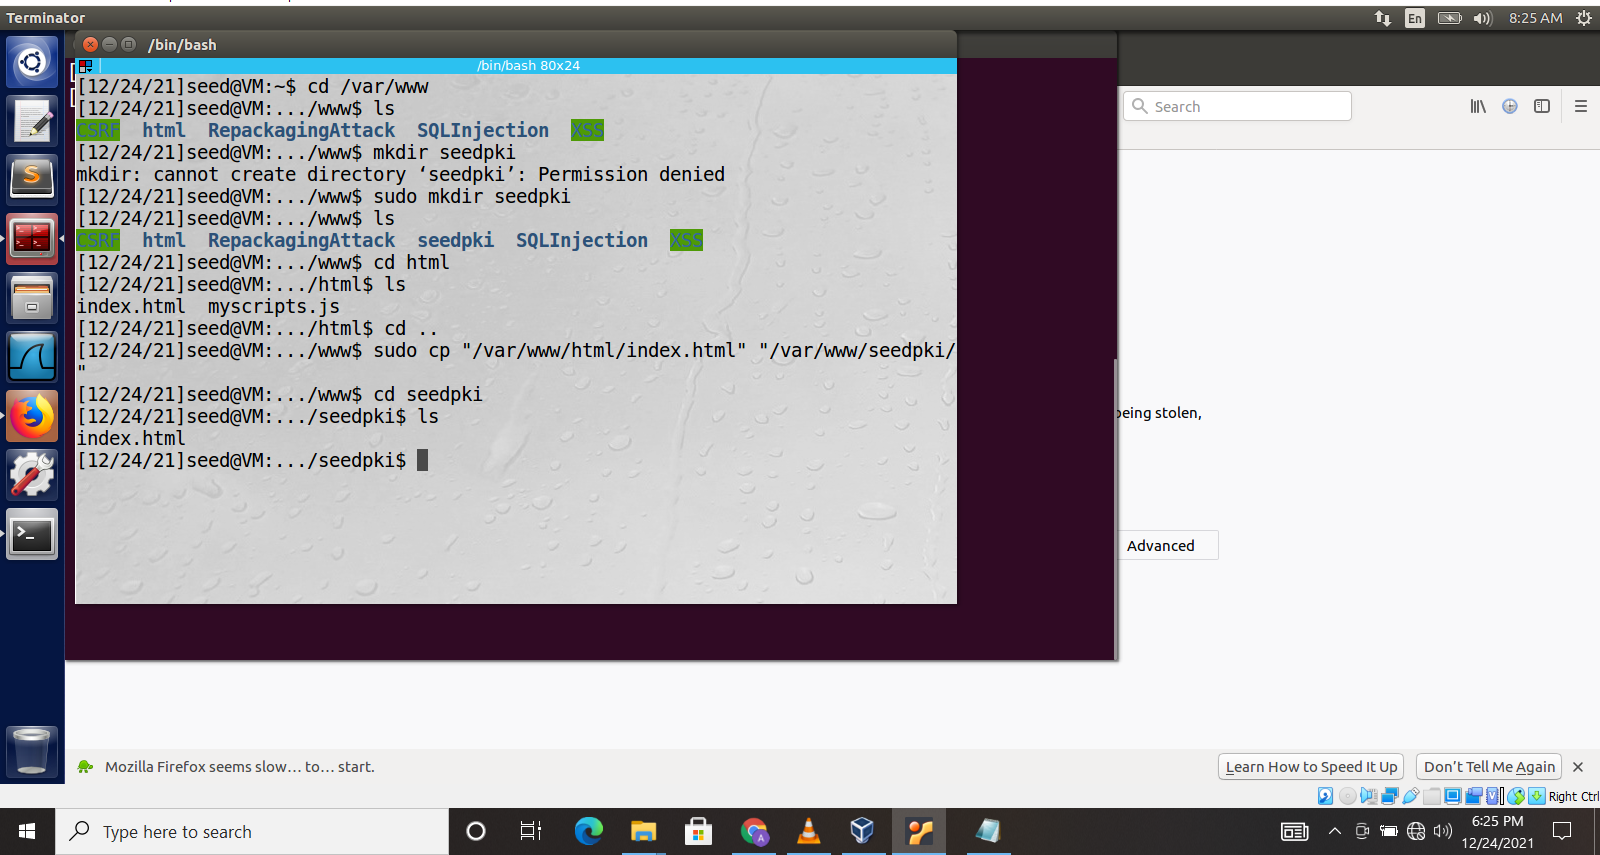 Terminator
En
8:25 AM
/bin/bash
/bin/bash 80x24
[12/24/21]seed@VM:~$ cd /var/www
[12/24/21]seed@VM:.../www$ ls
CSRF html RepackagingAttack SQLInjection XSS
[12/24/21]seed@VM:.../www$ mkdir seedpki
mkdir: cannot create directory ‘seedpki’: Permission denied
[12/24/21]seed@VM:.../www$ sudo mkdir seedpki
[12/24/21]seed@VM:.../www$ ls
CSRF html RepackagingAttack seedpki SQLInjection XSS
[12/24/21]seed@VM:.../www$ cd html
[12/24/21]seed@VM:.../html$ ls
index.html myscripts.js
[12/24/21]seed@VM:.../html$ cd ..
[12/24/21]seed@VM:.../www$ sudo cp "/var/www/html/index.html" "/var/www/seedpki/
"
[12/24/21]seed@VM:.../www$ cd seedpki
[12/24/21]seed@VM:.../seedpki$ ls
index.html
[12/24/21]seed@VM:.../seedpki$
Search
being stolen,
Advanced
Mozilla Firefox seems slow… to… start.
Learn How to Speed It Up
Don’t Tell Me Again
Right Ctrl
Type here to search
A
6:25 PM
12/24/2021